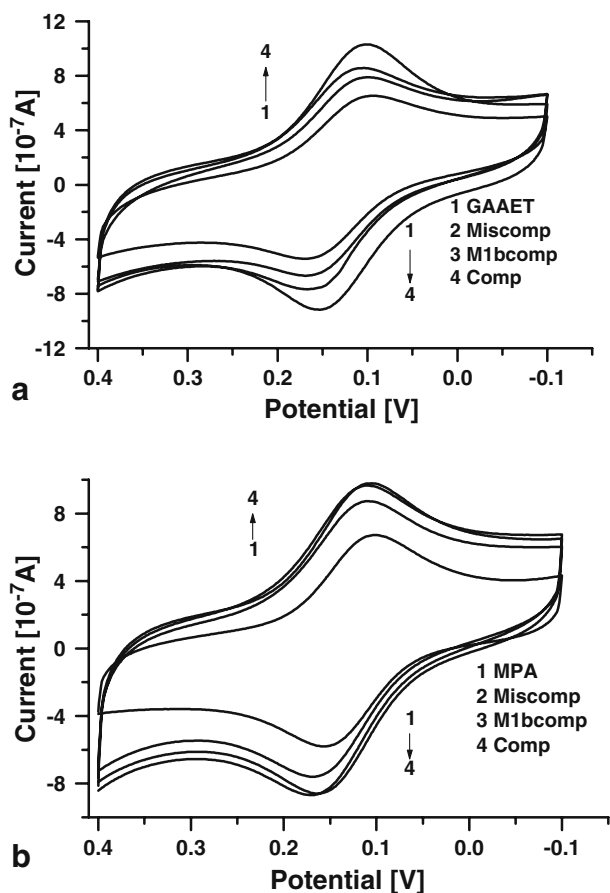 a
12
8
4
0
-4
-8
-12
Current [10⁻⁷A]
4
1
1 GAAET
2 Miscomp
3 M1bcomp
4 Comp
1
4
0.4 0.3 0.2 0.1 0.0 -0.1
Potential [V]
b
8
4
0
-4
-8
Current [10⁻⁷A]
4
1
1 MPA
2 Miscomp
3 M1bcomp
4 Comp
1
4
0.4 0.3 0.2 0.1 0.0 -0.1
Potential [V]